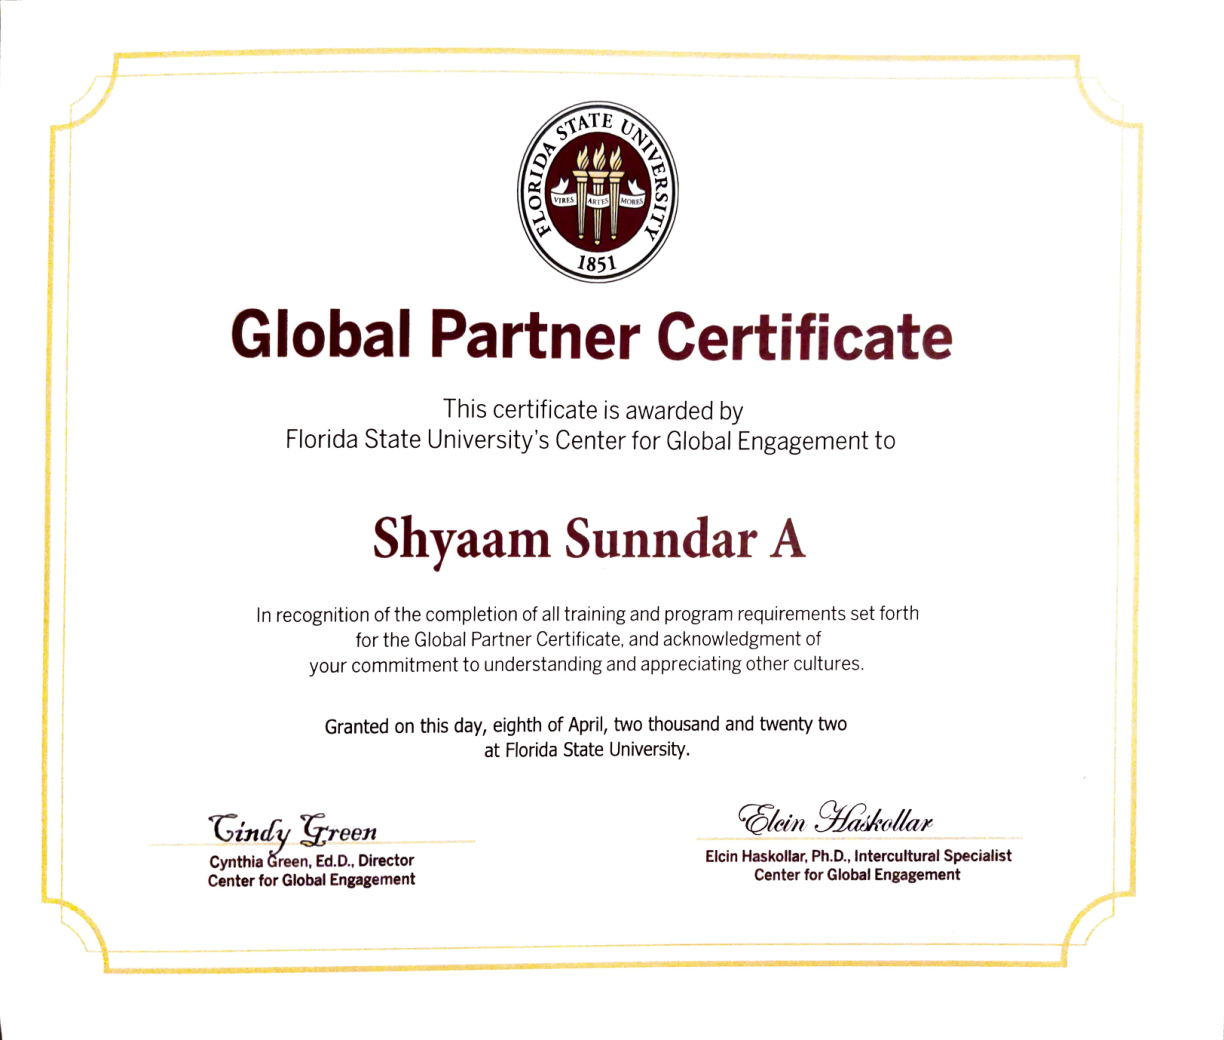 FLORIDA STATE UNIVERSITY
VIRES ARTES MORES
1851
Global Partner Certificate
This certificate is awarded by
Florida State University's Center for Global Engagement to
Shyaam Sunndar A
In recognition of the completion of all training and program requirements set forth
for the Global Partner Certificate, and acknowledgment of
your commitment to understanding and appreciating other cultures.
Granted on this day, eighth of April, two thousand and twenty two
at Florida State University.
Cindy Green
Cynthia Green, Ed.D., Director
Center for Global Engagement
Elcin Haskollar
Elcin Haskollar, Ph.D., Intercultural Specialist
Center for Global Engagement